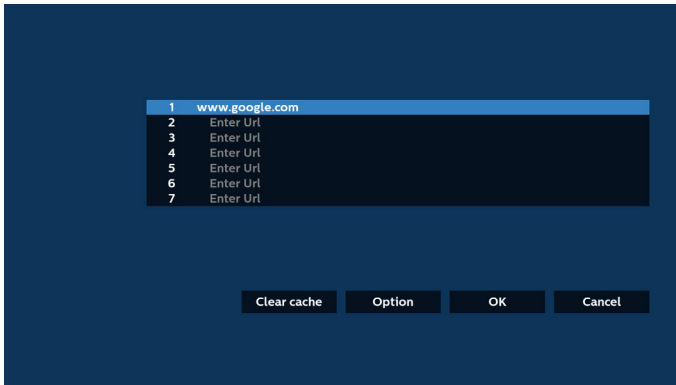 1 www.google.com
2 Enter Url
3 Enter Url
4 Enter Url
5 Enter Url
6 Enter Url
7 Enter Url
Clear cache Option OK Cancel